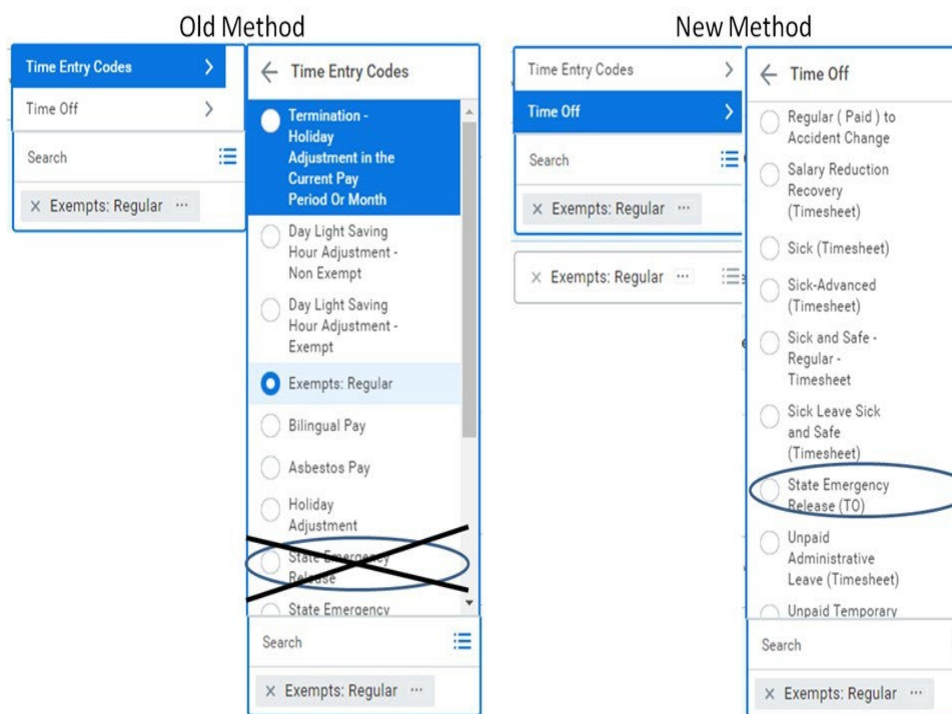 Old Method
Time Entry Codes
Time Off
Search
× Exempts: Regular ...
Time Entry Codes
Termination -
Holiday
Adjustment in the
Current Pay
Period Or Month
Day Light Saving
Hour Adjustment -
Non Exempt
Day Light Saving
Hour Adjustment -
Exempt
Exempts: Regular
Bilingual Pay
Asbestos Pay
Holiday
Adjustment
State Emergency
Release
State Emergency
Search
× Exempts: Regular ...
New Method
Time Entry Codes
Time Off
Search
× Exempts: Regular ...
× Exempts: Regular ...
Time Off
Regular ( Paid ) to
Accident Change
Salary Reduction
Recovery
(Timesheet)
Sick (Timesheet)
Sick-Advanced
(Timesheet)
Sick and Safe -
Regular -
Timesheet
Sick Leave Sick
and Safe
(Timesheet)
State Emergency
Release (TO)
Unpaid
Administrative
Leave (Timesheet)
Unpaid Temporary
Search
× Exempts: Regular ...